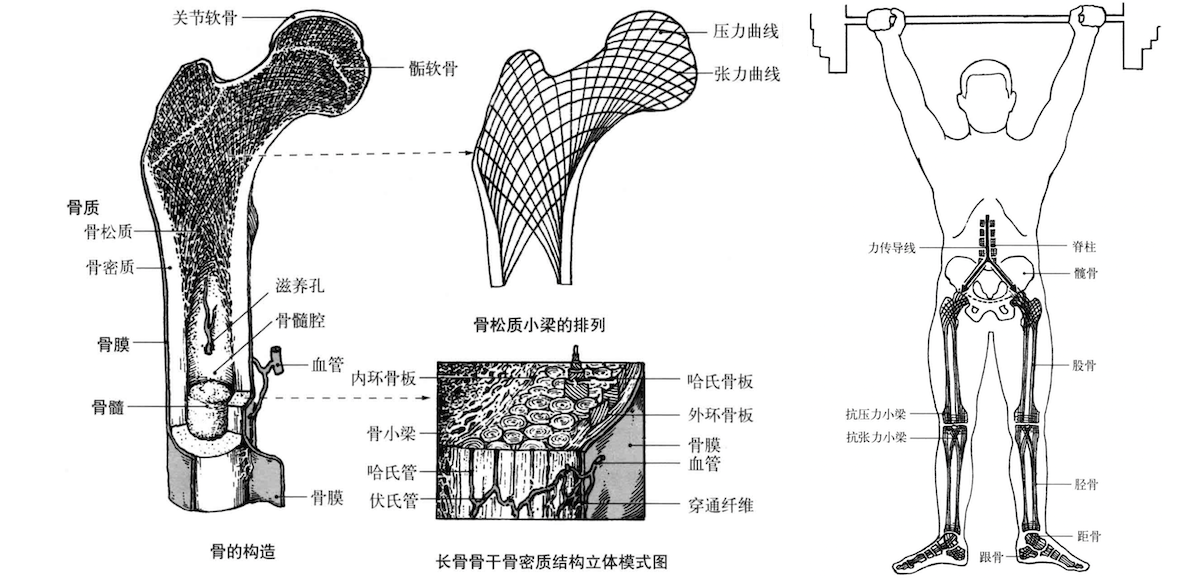 关节软骨
骺软骨
骨质
骨松质
骨密质
滋养孔
骨髓腔
骨膜
血管
骨髓
骨膜
骨的构造
压力曲线
张力曲线
骨松质小梁的排列
内环骨板
哈氏骨板
外环骨板
骨小梁
骨膜
血管
哈氏管
伏氏管
穿通纤维
长骨骨干骨密质结构立体模式图
力传导线
脊柱
髋骨
股骨
抗压力小梁
抗张力小梁
胫骨
距骨
跟骨